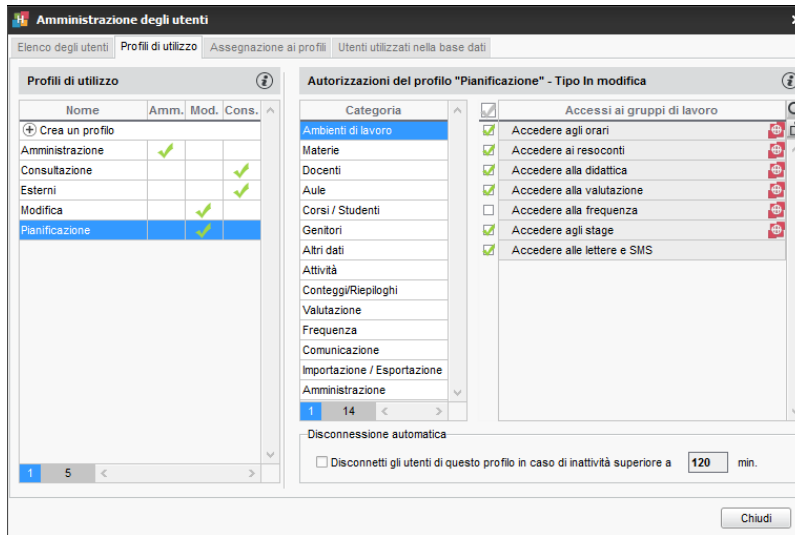 Amministrazione degli utenti
Elenco degli utenti Profili di utilizzo Assegnazione ai profili Utenti utilizzati nella base dati
Profili di utilizzo
Nome Amm. Mod. Cons.
Crea un profilo
Amministrazione
Consultazione
Esterni
Modifica
Pianificazione
1 5
Autorizzazioni del profilo "Pianificazione" - Tipo In modifica
Categoria
Ambienti di lavoro
Materie
Docenti
Aule
Corsi / Studenti
Genitori
Altri dati
Attività
Conteggi/Riepiloghi
Valutazione
Frequenza
Comunicazione
Importazione / Esportazione
Amministrazione
1 14
Accessi ai gruppi di lavoro
Accedere agli orari
Accedere ai resoconti
Accedere alla didattica
Accedere alla valutazione
Accedere alla frequenza
Accedere agli stage
Accedere alle lettere e SMS
Disconnessione automatica
Disconnetti gli utenti di questo profilo in caso di inattività superiore a 120 min.
Chiudi